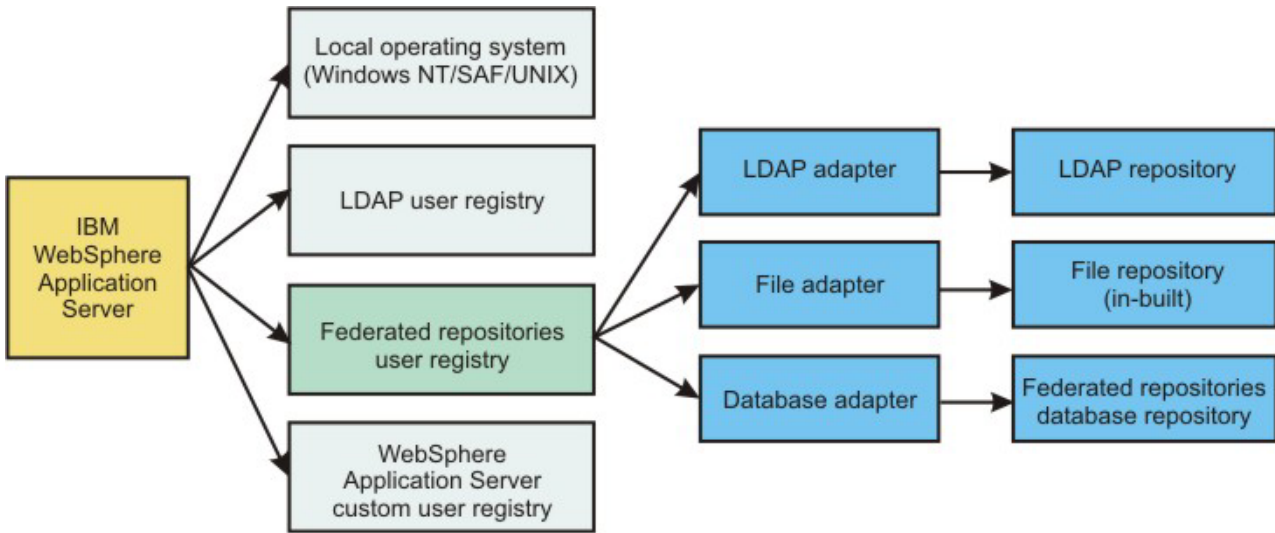 IBM
WebSphere
Application
Server
Local operating system
(Windows NT/SAF/UNIX)
LDAP user registry
Federated repositories
user registry
WebSphere
Application Server
custom user registry
LDAP adapter
File adapter
Database adapter
LDAP repository
File repository
(in-built)
Federated repositories
database repository